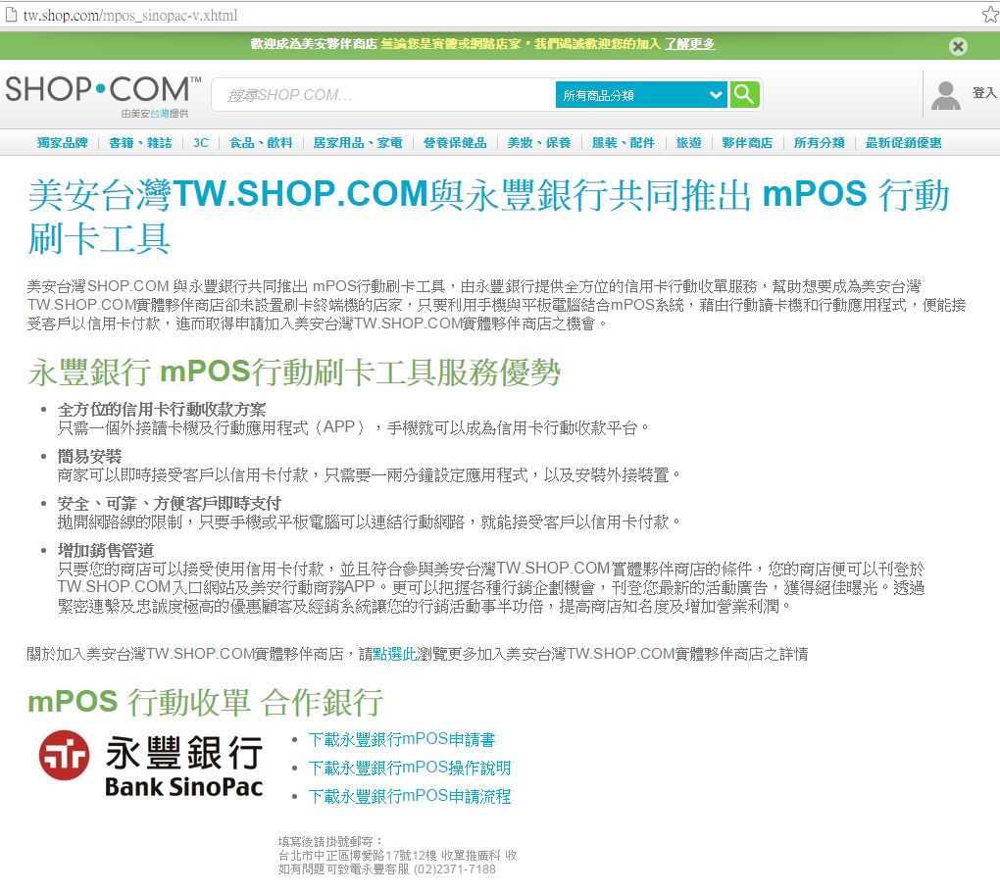 tw.shop.com/mpos_sinopac-v.xhtml
歡迎成為美安夥伴商店 無論您是實體或網路店家，我們竭誠歡迎您的加入 了解更多
SHOP•COM™
由美安台灣提供
搜尋SHOP.COM...
所有商品分類
登入
獨家品牌 書籍、雜誌 3C 食品、飲料 居家用品、家電 營養保健品 美妝、保養 服裝、配件 旅遊 夥伴商店 所有分類 最新促銷優惠
美安台灣TW.SHOP.COM與永豐銀行共同推出 mPOS 行動
刷卡工具
美安台灣SHOP.COM 與永豐銀行共同推出 mPOS行動刷卡工具，由永豐銀行提供全方位的信用卡行動收單服務，幫助想要成為美安台灣
TW.SHOP.COM實體夥伴商店卻未設置刷卡終端機的店家，只要利用手機與平板電腦結合mPOS系統，藉由行動讀卡機和行動應用程式，便能接
受客戶以信用卡付款，進而取得申請加入美安台灣TW.SHOP.COM實體夥伴商店之機會。
永豐銀行 mPOS行動刷卡工具服務優勢
• 全方位的信用卡行動收款方案
只需一個外接讀卡機及行動應用程式（APP），手機就可以成為信用卡行動收款平台。
• 簡易安裝
商家可以即時接受客戶以信用卡付款，只需要一兩分鐘設定應用程式，以及安裝外接裝置。
• 安全、可靠、方便客戶即時支付
拋開網路線的限制，只要手機或平板電腦可以連結行動網路，就能接受客戶以信用卡付款。
• 增加銷售管道
只要您的商店可以接受使用信用卡付款，並且符合參與美安台灣TW.SHOP.COM實體夥伴商店的條件，您的商店便可以刊登於
TW.SHOP.COM入口網站及美安行動商務APP。更可以把握各種行銷企劃機會，刊登您最新的活動廣告，獲得絕佳曝光。透過
緊密連繫及忠誠度極高的優惠顧客及經銷系統讓您的行銷活動事半功倍，提高商店知名度及增加營業利潤。
關於加入美安台灣TW.SHOP.COM實體夥伴商店，請點選此瀏覽更多加入美安台灣TW.SHOP.COM實體夥伴商店之詳情
mPOS 行動收單 合作銀行
永豐銀行
Bank SinoPac
• 下載永豐銀行mPOS申請書
• 下載永豐銀行mPOS操作說明
• 下載永豐銀行mPOS申請流程
填寫後請掛號郵寄：
台北市中正區博愛路17號12樓 收單推廣科 收
如有問題可致電永豐客服 (02)2371-7188